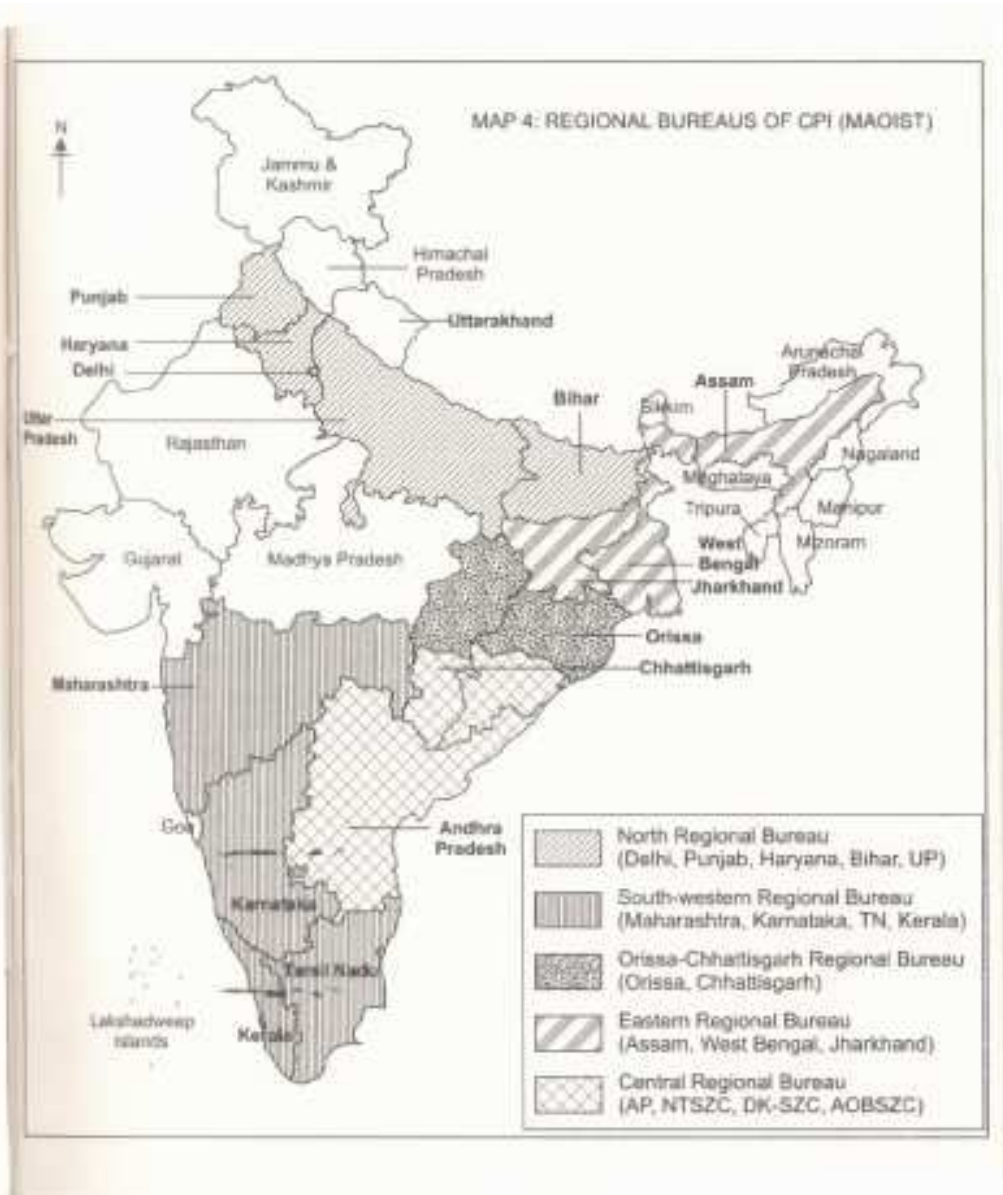 MAP 4: REGIONAL BUREAUS OF CPI (MAOIST)
N
Jammu &
Kashmir
Himachal
Pradesh
Punjab
Uttarakhand
Haryana
Delhi
Arunachal
Pradesh
Assam
Bihar
Sikkim
Uttar
Pradesh
Rajasthan
Nagaland
Meghalaya
Tripura
Manipur
West
Bengal
Mizoram
Gujarat
Madhya Pradesh
Jharkhand
Orissa
Chhattisgarh
Maharashtra
Goa
Andhra
Pradesh
Karnataka
Tamil Nadu
Lakshadweep
Islands
Kerala
North Regional Bureau
(Delhi, Punjab, Haryana, Bihar, UP)
South-western Regional Bureau
(Maharashtra, Karnataka, TN, Kerala)
Orissa-Chhattisgarh Regional Bureau
(Orissa, Chhattisgarh)
Eastern Regional Bureau
(Assam, West Bengal, Jharkhand)
Central Regional Bureau
(AP, NTSZC, DK-SZC, AOBSZC)